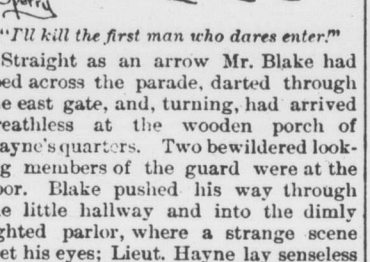 Sperry
"I'll kill the first man who dares enter!"
Straight as an arrow Mr. Blake had
ped across the parade, darted through
e east gate, and, turning, had arrived
reathless at the wooden porch of
ayne's quarters. Two bewildered look-
g members of the guard were at the
oor. Blake pushed his way through
e little hallway and into the dimly
ghted parlor, where a strange scene
et his eyes; Lieut. Hayne lay senseless